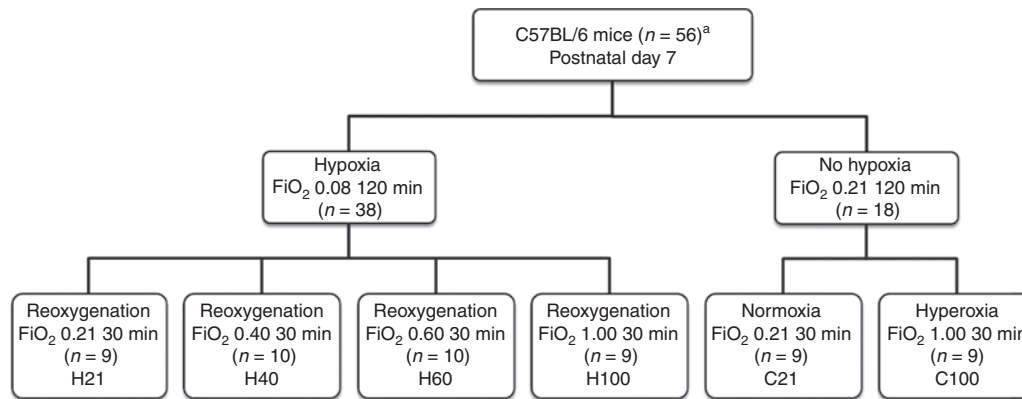 C57BL/6 mice (n = 56)a
Postnatal day 7
Hypoxia
FiO2 0.08 120 min
(n = 38)
No hypoxia
FiO2 0.21 120 min
(n = 18)
Reoxygenation
FiO2 0.21 30 min
(n = 9)
H21
Reoxygenation
FiO2 0.40 30 min
(n = 10)
H40
Reoxygenation
FiO2 0.60 30 min
(n = 10)
H60
Reoxygenation
FiO2 1.00 30 min
(n = 9)
H100
Normoxia
FiO2 0.21 30 min
(n = 9)
C21
Hyperoxia
FiO2 1.00 30 min
(n = 9)
C100